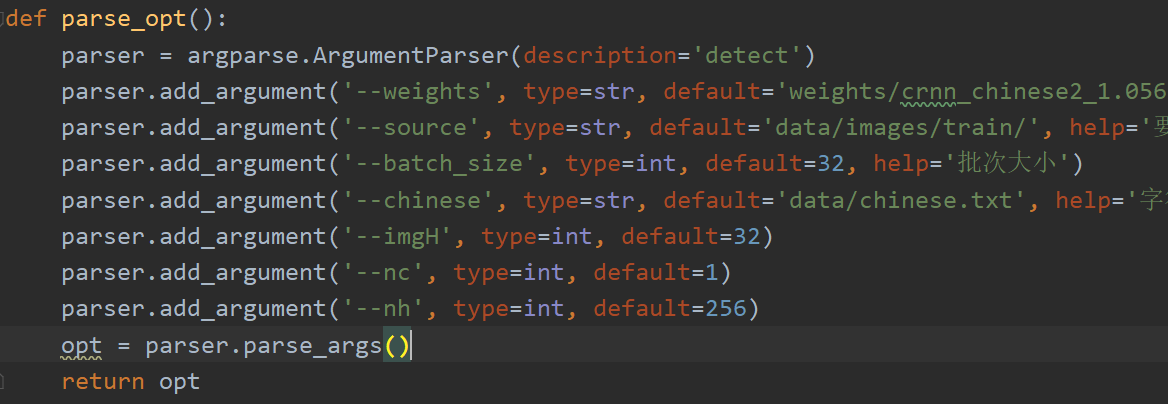 def parse_opt():
    parser = argparse.ArgumentParser(description='detect')
    parser.add_argument('--weights', type=str, default='weights/crnn_chinese2_1.056
    parser.add_argument('--source', type=str, default='data/images/train/', help='要
    parser.add_argument('--batch_size', type=int, default=32, help='批次大小')
    parser.add_argument('--chinese', type=str, default='data/chinese.txt', help='字
    parser.add_argument('--imgH', type=int, default=32)
    parser.add_argument('--nc', type=int, default=1)
    parser.add_argument('--nh', type=int, default=256)
    opt = parser.parse_args()
    return opt